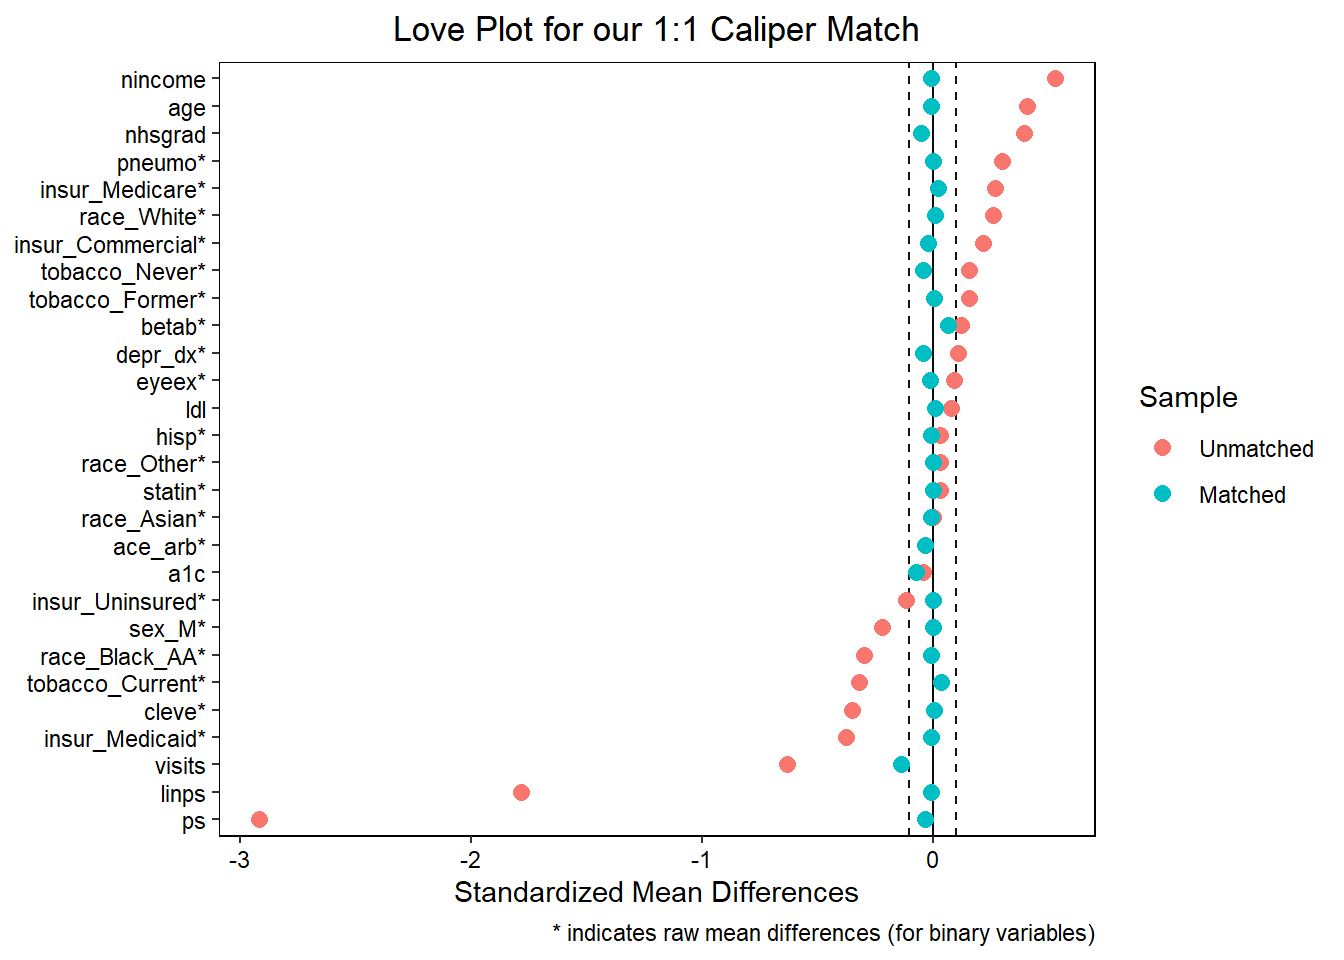 Love Plot for our 1:1 Caliper Match
nincome
age
nhsgrad
pneumo*
insur_Medicare*
race_White*
insur_Commercial*
tobacco_Never*
tobacco_Former*
betab*
depr_dx*
eyeex*
ldl
hisp*
race_Other*
statin*
race_Asian*
ace_arb*
a1c
insur_Uninsured*
sex_M*
race_Black_AA*
tobacco_Current*
cleve*
insur_Medicaid*
visits
linps
ps
-3 -2 -1 0
Standardized Mean Differences
* indicates raw mean differences (for binary variables)
Sample
Unmatched
Matched